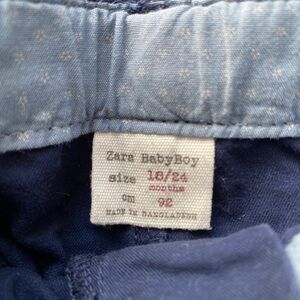 Zara BabyBoy
size 18/24
months
cm 92
MADE IN BANGLADESH